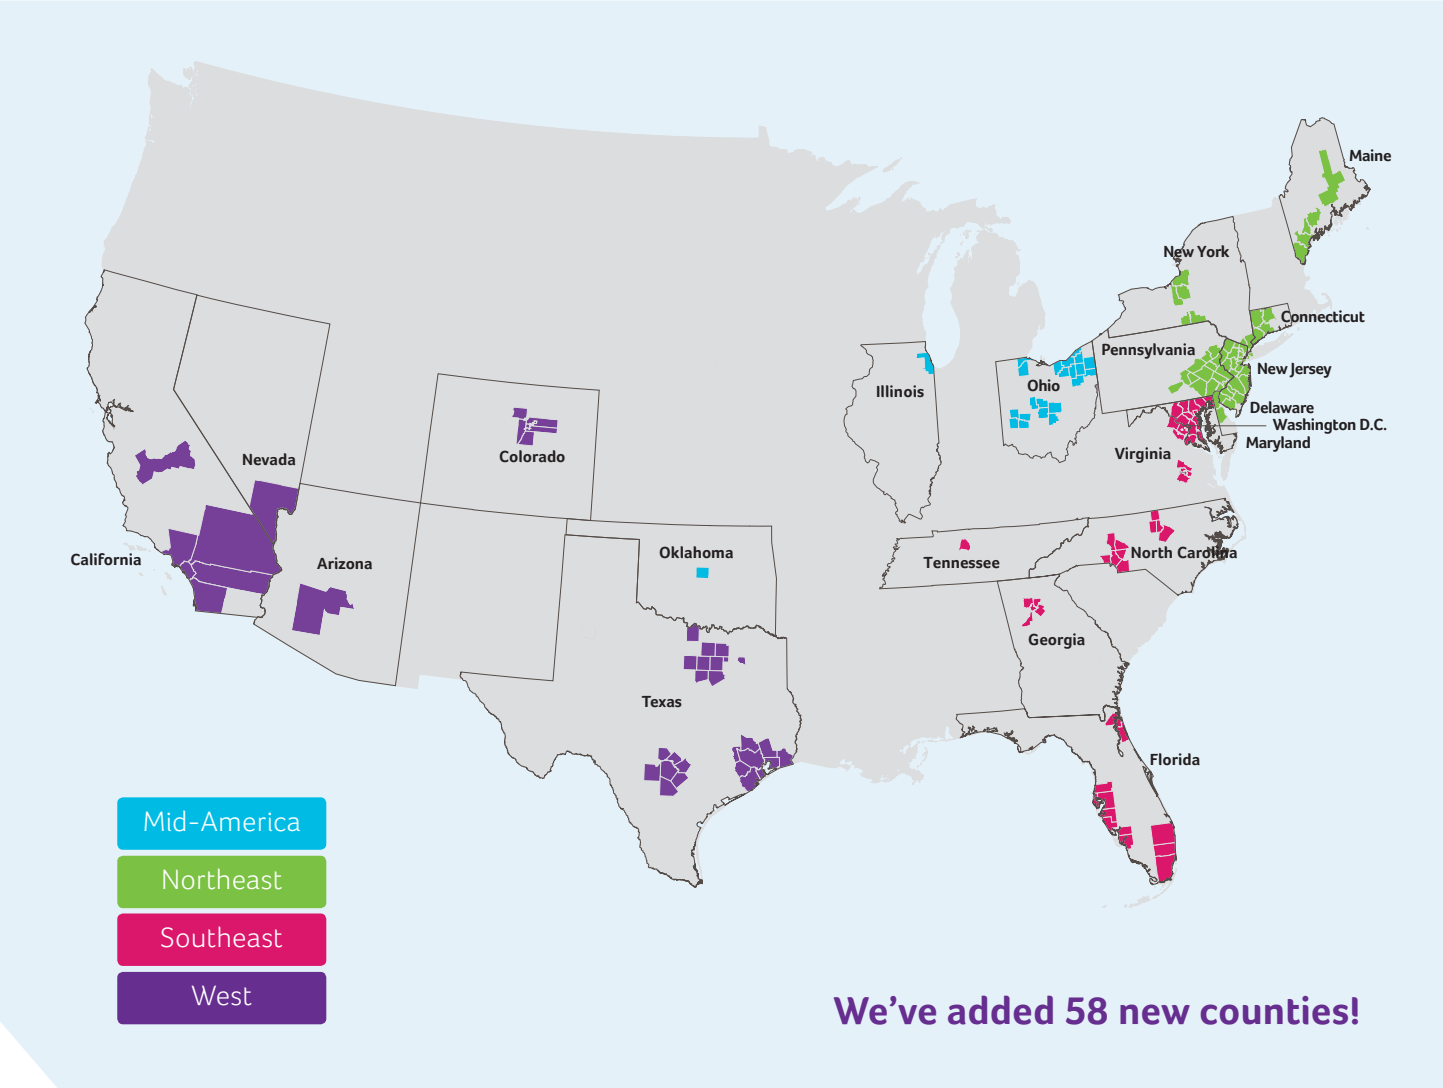 Maine
New York
Connecticut
Pennsylvania
New Jersey
Illinois
Ohio
Delaware
Washington D.C.
Maryland
Virginia
Nevada
Colorado
California
Arizona
Oklahoma
Tennessee
North Carolina
Georgia
Texas
Florida
Mid-America
Northeast
Southeast
West
We’ve added 58 new counties!